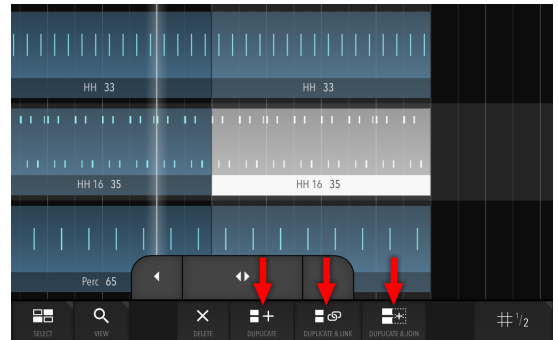 HH 33
HH 33
HH 16 35
HH 16 35
Perc 65
SELECT
VIEW
DELETE
DUPLICATE
DUPLICATE & LINK
DUPLICATE & JOIN
1/2